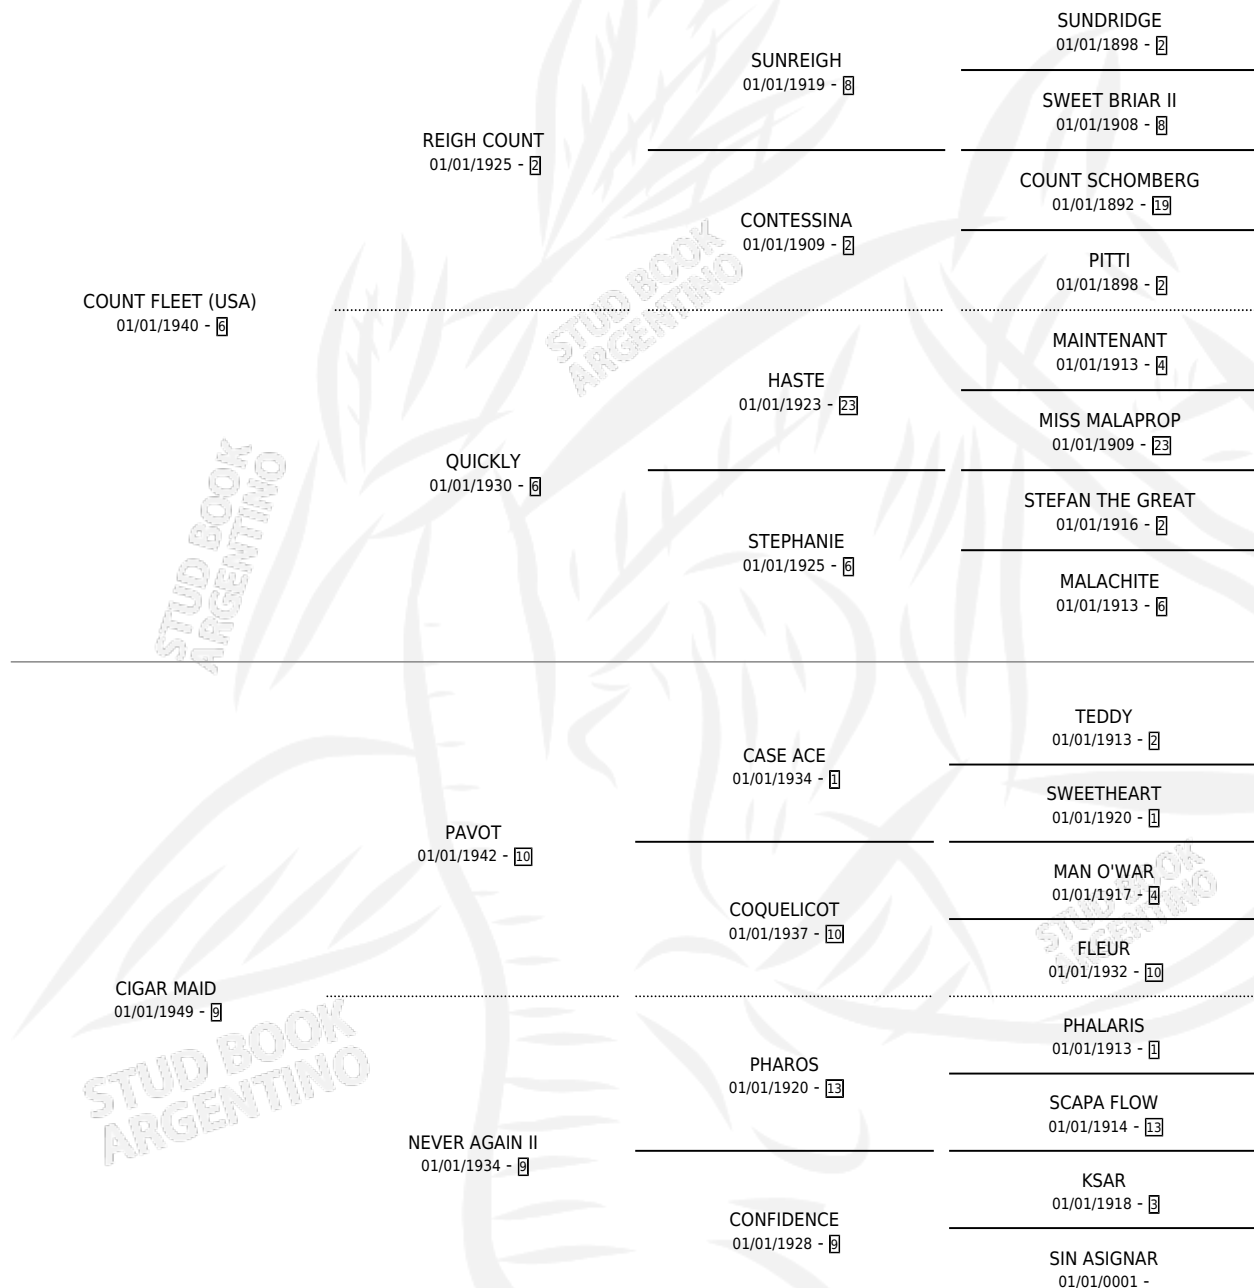 SUNDRIDGE
01/01/1898 - 2
SUNREIGH
01/01/1919 - 8
SWEET BRIAR II
01/01/1908 - 8
REIGH COUNT
01/01/1925 - 2
COUNT SCHOMBERG
01/01/1892 - 19
CONTESSINA
01/01/1909 - 2
PITTI
01/01/1898 - 2
COUNT FLEET (USA)
01/01/1940 - 6
MAINTENANT
01/01/1913 - 4
HASTE
01/01/1923 - 23
MISS MALAPROP
01/01/1909 - 23
QUICKLY
01/01/1930 - 6
STEFAN THE GREAT
01/01/1916 - 2
STEPHANIE
01/01/1925 - 6
MALACHITE
01/01/1913 - 6
TEDDY
01/01/1913 - 2
CASE ACE
01/01/1934 - 1
SWEETHEART
01/01/1920 - 1
PAVOT
01/01/1942 - 10
MAN O'WAR
01/01/1917 - 4
COQUELICOT
01/01/1937 - 10
FLEUR
01/01/1932 - 10
CIGAR MAID
01/01/1949 - 9
PHALARIS
01/01/1913 - 1
PHAROS
01/01/1920 - 13
SCAPA FLOW
01/01/1914 - 13
NEVER AGAIN II
01/01/1934 - 9
KSAR
01/01/1918 - 3
CONFIDENCE
01/01/1928 - 9
SIN ASIGNAR
01/01/0001 -
STUD BOOK
ARGENTINO
STUD BOOK
ARGENTINO
STUD BOOK
ARGENTINO
STUD BOOK
ARGENTINO